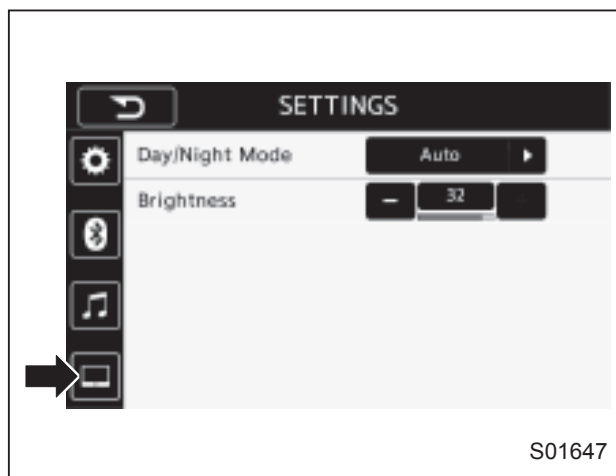 SETTINGS
Day/Night Mode Auto
Brightness − 32 +
S01647